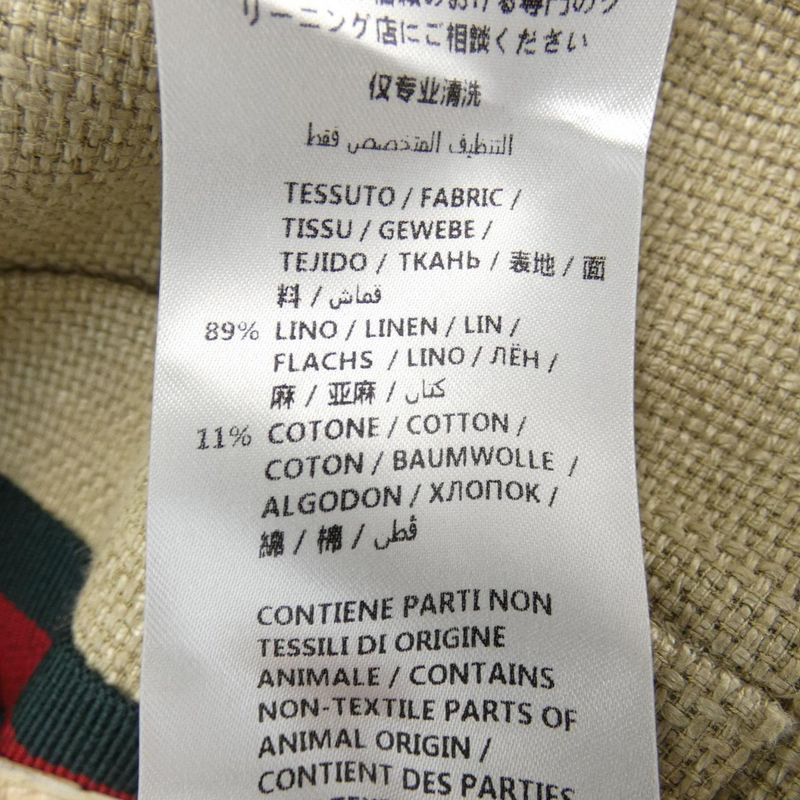 リーニング店にご相談ください
仅专业清洗
التنظيف المتخصص فقط
TESSUTO / FABRIC /
TISSU / GEWEBE /
TEJIDO / ТКАНЬ / 表地 / 面
料 / قماش
89% LINO / LINEN / LIN /
FLACHS / LINO / ЛЁН /
麻 / 亚麻 / كتان
11% COTONE / COTTON /
COTON / BAUMWOLLE /
ALGODON / ХЛОПОК /
綿 / 棉 / قطن
CONTIENE PARTI NON
TESSILI DI ORIGINE
ANIMALE / CONTAINS
NON-TEXTILE PARTS OF
ANIMAL ORIGIN /
CONTIENT DES PARTIES